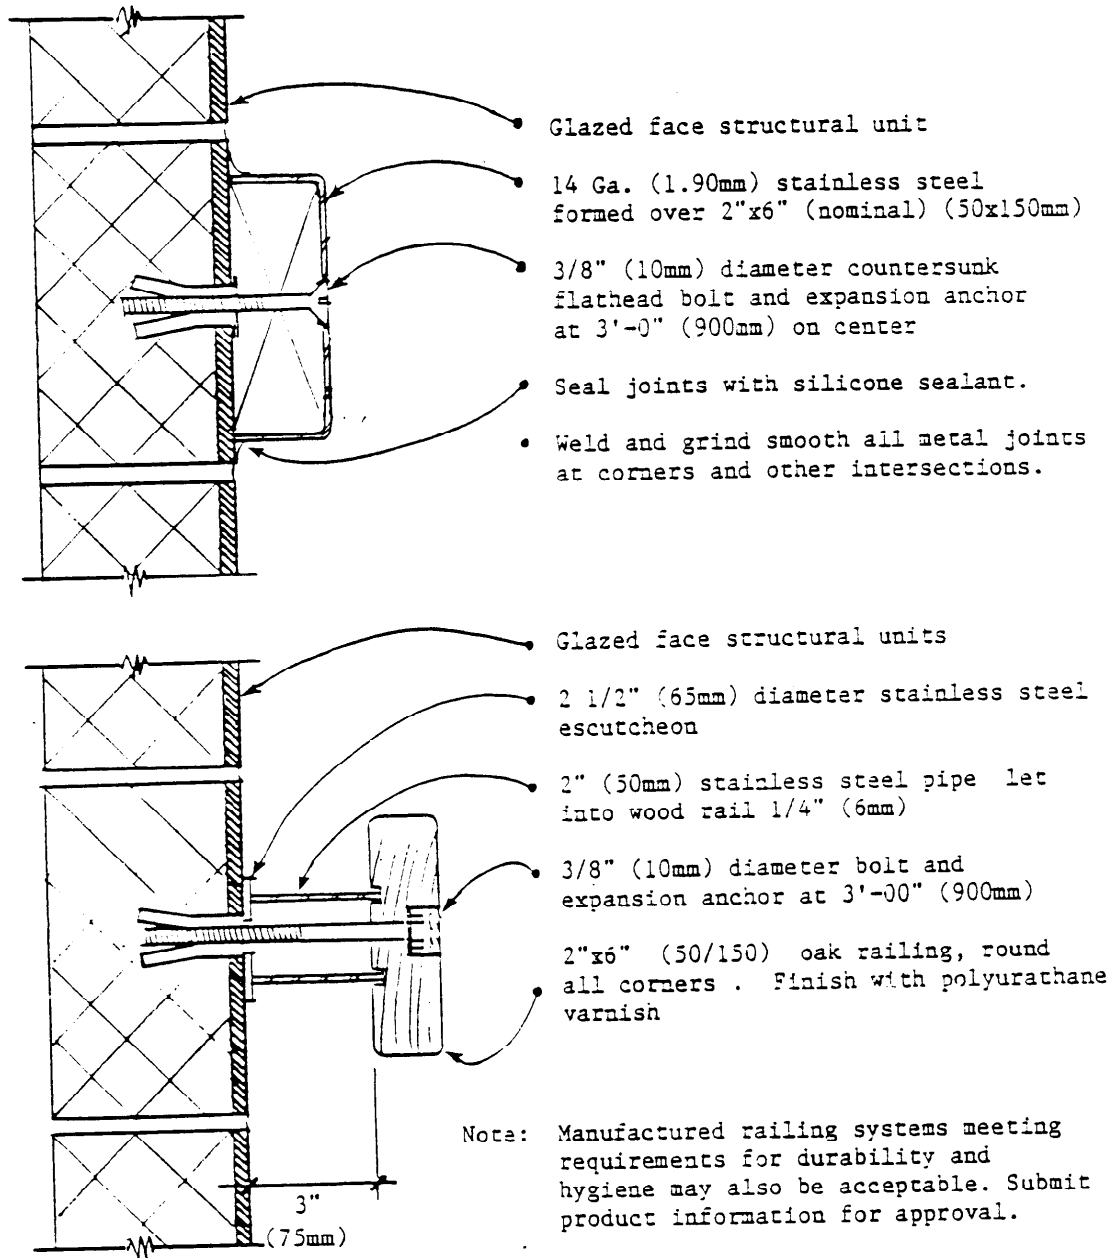 Glazed face structural unit
14 Ga. (1.90mm) stainless steel
formed over 2"x6" (nominal) (50x150mm)
3/8" (10mm) diameter countersunk
flathead bolt and expansion anchor
at 3'-0" (900mm) on center
Seal joints with silicone sealant.
Weld and grind smooth all metal joints
at corners and other intersections.
Glazed face structural units
2 1/2" (65mm) diameter stainless steel
escutcheon
2" (50mm) stainless steel pipe let
into wood rail 1/4" (6mm)
3/8" (10mm) diameter bolt and
expansion anchor at 3'-00" (900mm)
2"x6" (50/150) oak railing, round
all corners . Finish with polyurathane
varnish
Note: Manufactured railing systems meeting
requirements for durability and
hygiene may also be acceptable. Submit
product information for approval.
3"
(75mm)